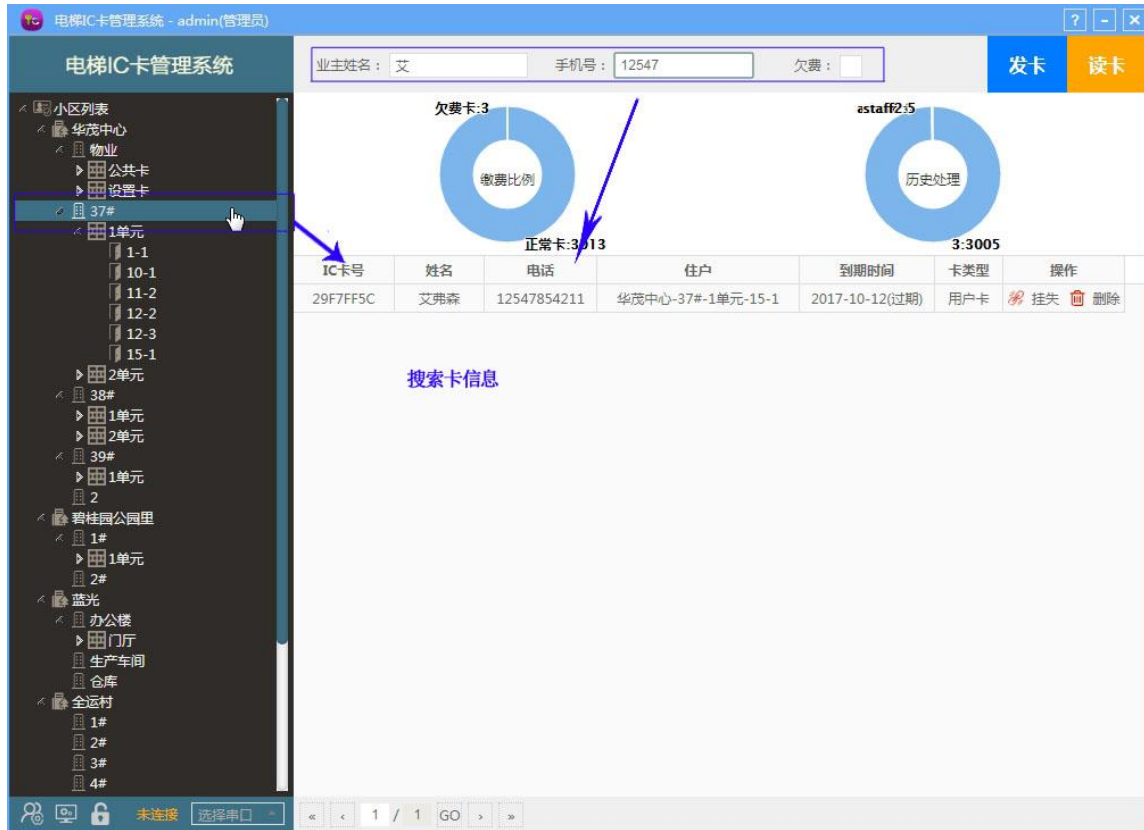 电梯IC卡管理系统 - admin(管理员)
电梯IC卡管理系统
业主姓名： 艾 手机号： 12547 欠费：
发卡 读卡
小区列表
华茂中心
物业
公共卡
设置卡
37#
1单元
1-1
10-1
11-2
12-2
12-3
15-1
2单元
38#
1单元
2单元
39#
1单元
2
碧桂园公园里
1#
1单元
2#
蓝光
办公楼
门厅
生产车间
仓库
全运村
1#
2#
3#
4#
未连接 选择串口
欠费卡:3
缴费比例
正常卡:3013
历史处理
3:3005
IC卡号 姓名 电话 住户 到期时间 卡类型 操作
29F7FF5C 艾弗森 12547854211 华茂中心-37#-1单元-15-1 2017-10-12(过期) 用户卡 挂失 删除
搜索卡信息
« ‹ 1 / 1 GO › »